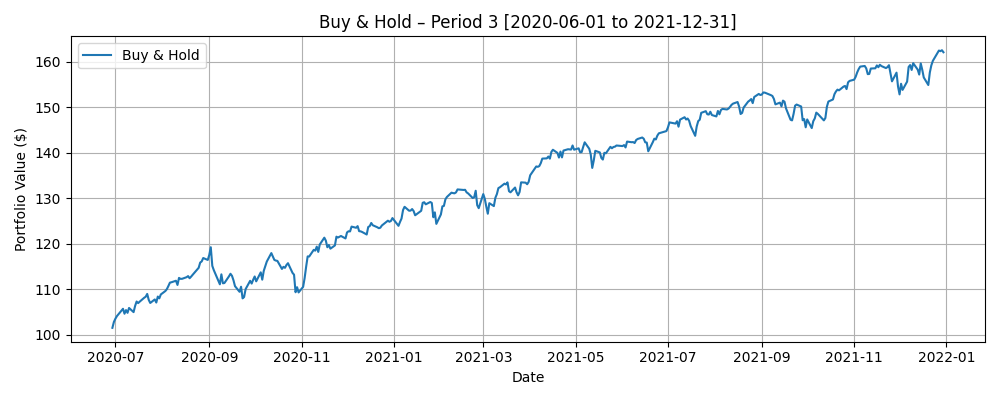 Buy & Hold – Period 3 [2020-06-01 to 2021-12-31]
Buy & Hold
Portfolio Value ($)
160
150
140
130
120
110
100
2020-07 2020-09 2020-11 2021-01 2021-03 2021-05 2021-07 2021-09 2021-11 2022-01
Date